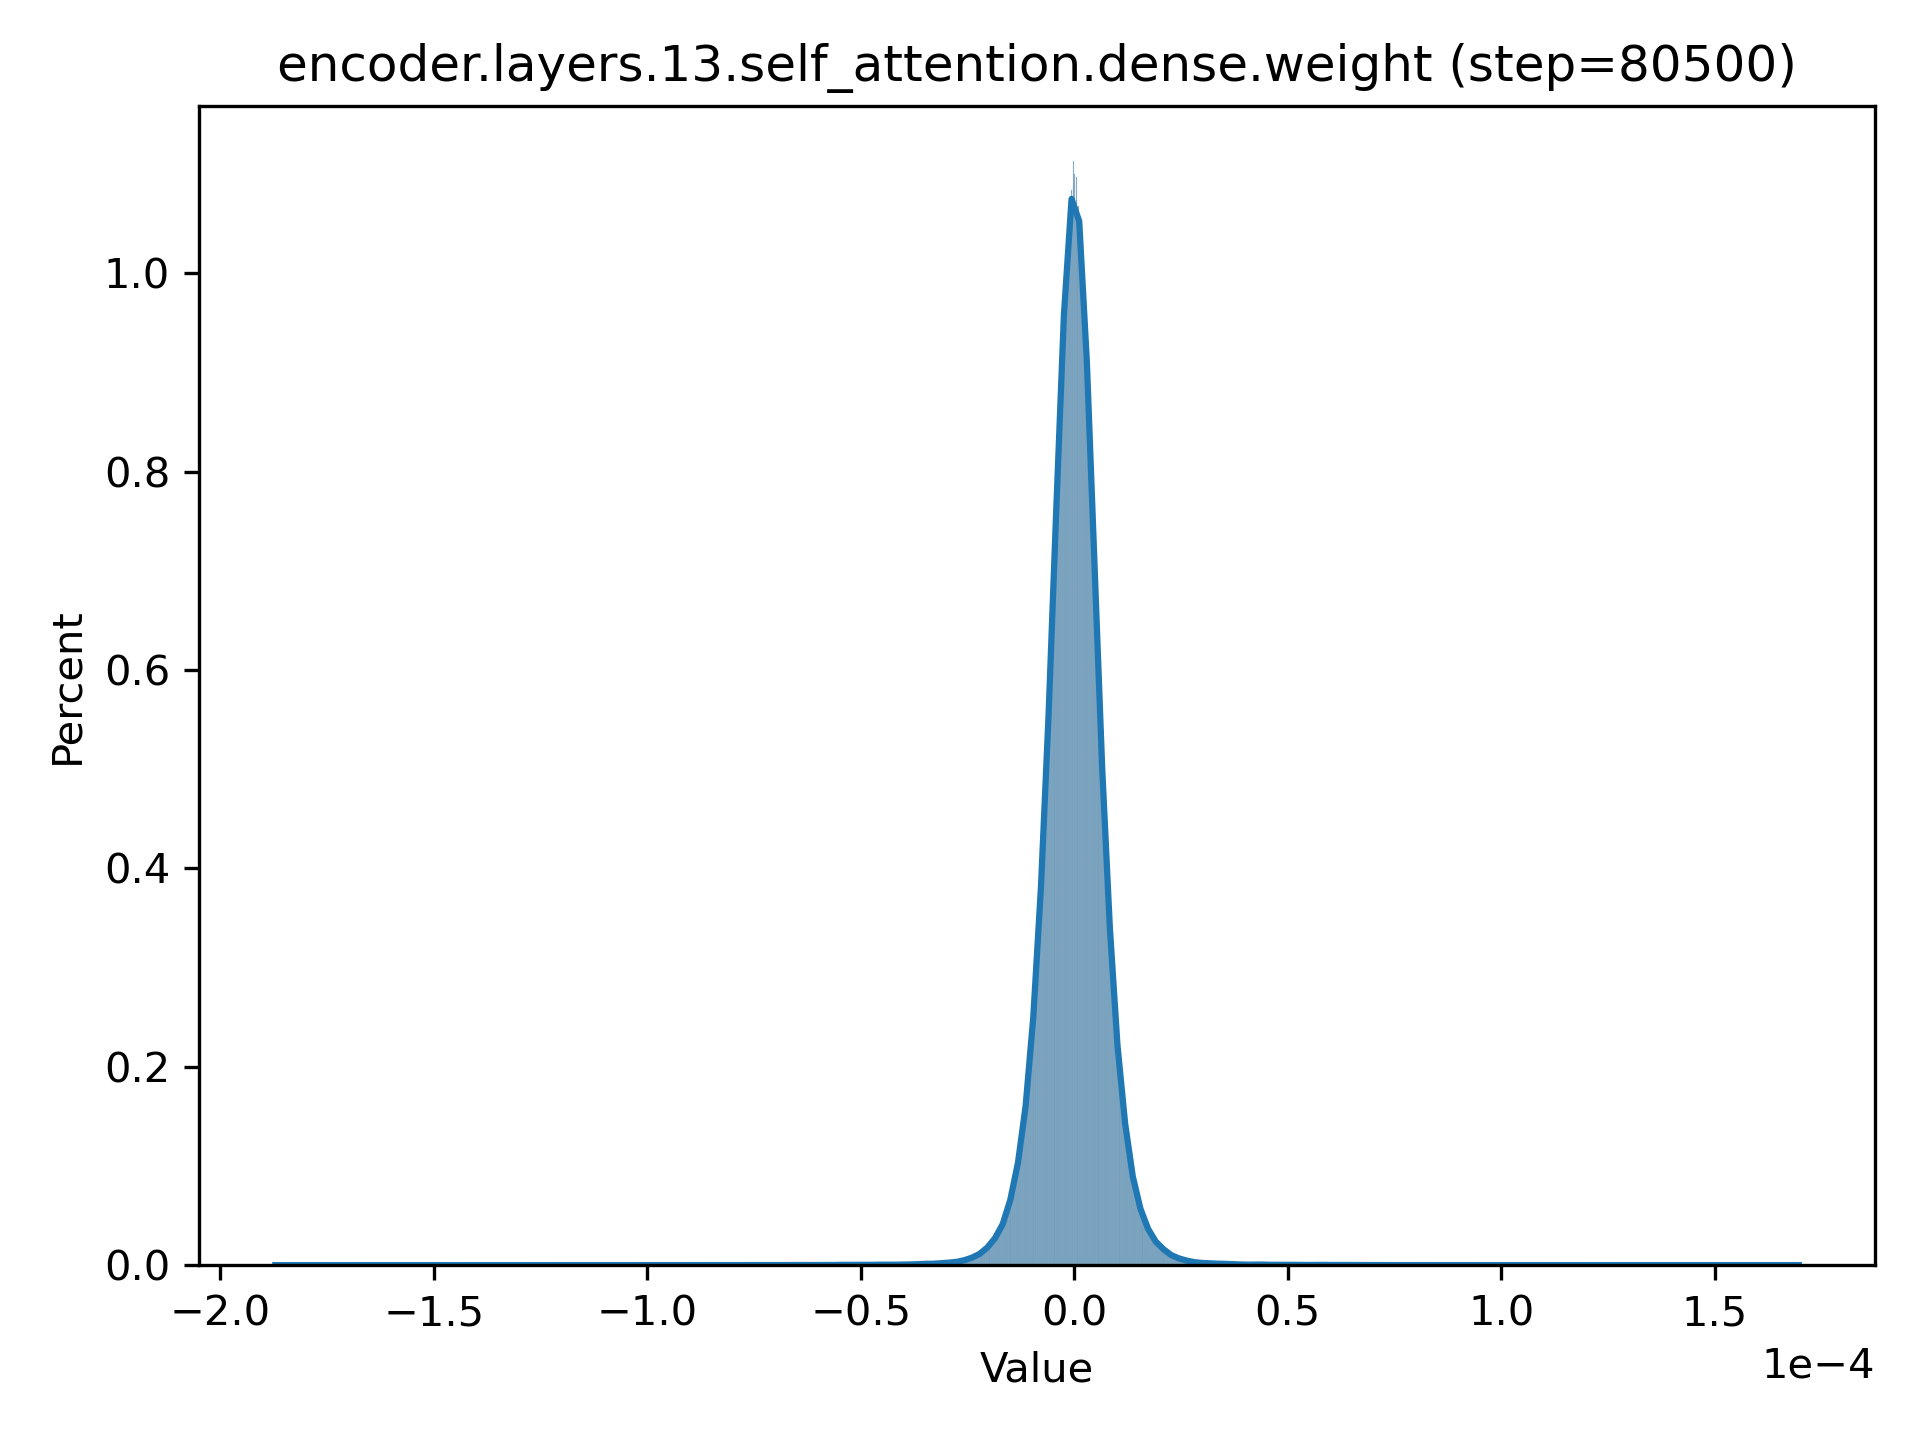 encoder.layers.13.self_attention.dense.weight (step=80500)
1.0
0.8
0.6
0.4
0.2
0.0
Percent
−2.0 −1.5 −1.0 −0.5 0.0 0.5 1.0 1.5
1e−4
Value